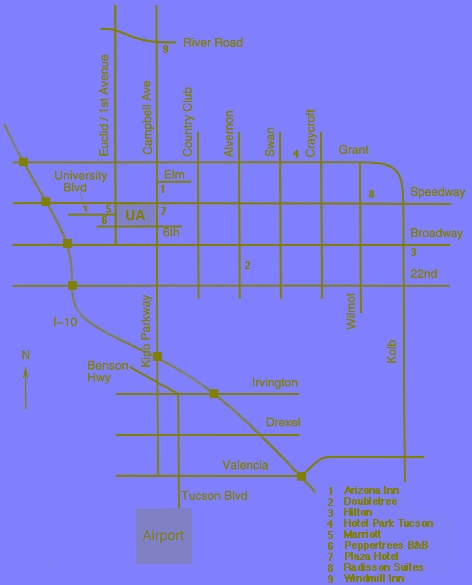 River Road
9
Euclid / 1st Avenue
Campbell Ave
Country Club
Alvernon
Swan
Craycroft
4
Grant
University
Blvd
Elm
1
8
Speedway
5
UA
7
6
6th
Broadway
3
2
22nd
I-10
Kino Parkway
Wilmot
Kolb
N
Benson
Hwy
Irvington
Drexel
Valencia
Tucson Blvd
Airport
1 Arizona Inn
2 Doubletree
3 Hilton
4 Hotel Park Tucson
5 Marriott
6 Peppertrees B&B
7 Plaza Hotel
8 Radisson Suites
9 Windmill Inn